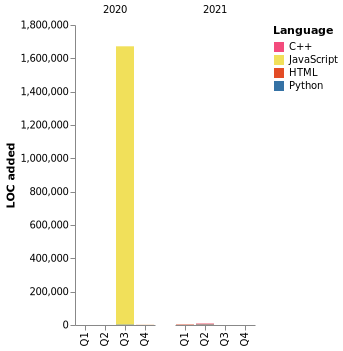 2020 2021
Language
C++
JavaScript
HTML
Python
LOC added
1,800,000
1,600,000
1,400,000
1,200,000
1,000,000
800,000
600,000
400,000
200,000
0
Q1 Q2 Q3 Q4 Q1 Q2 Q3 Q4